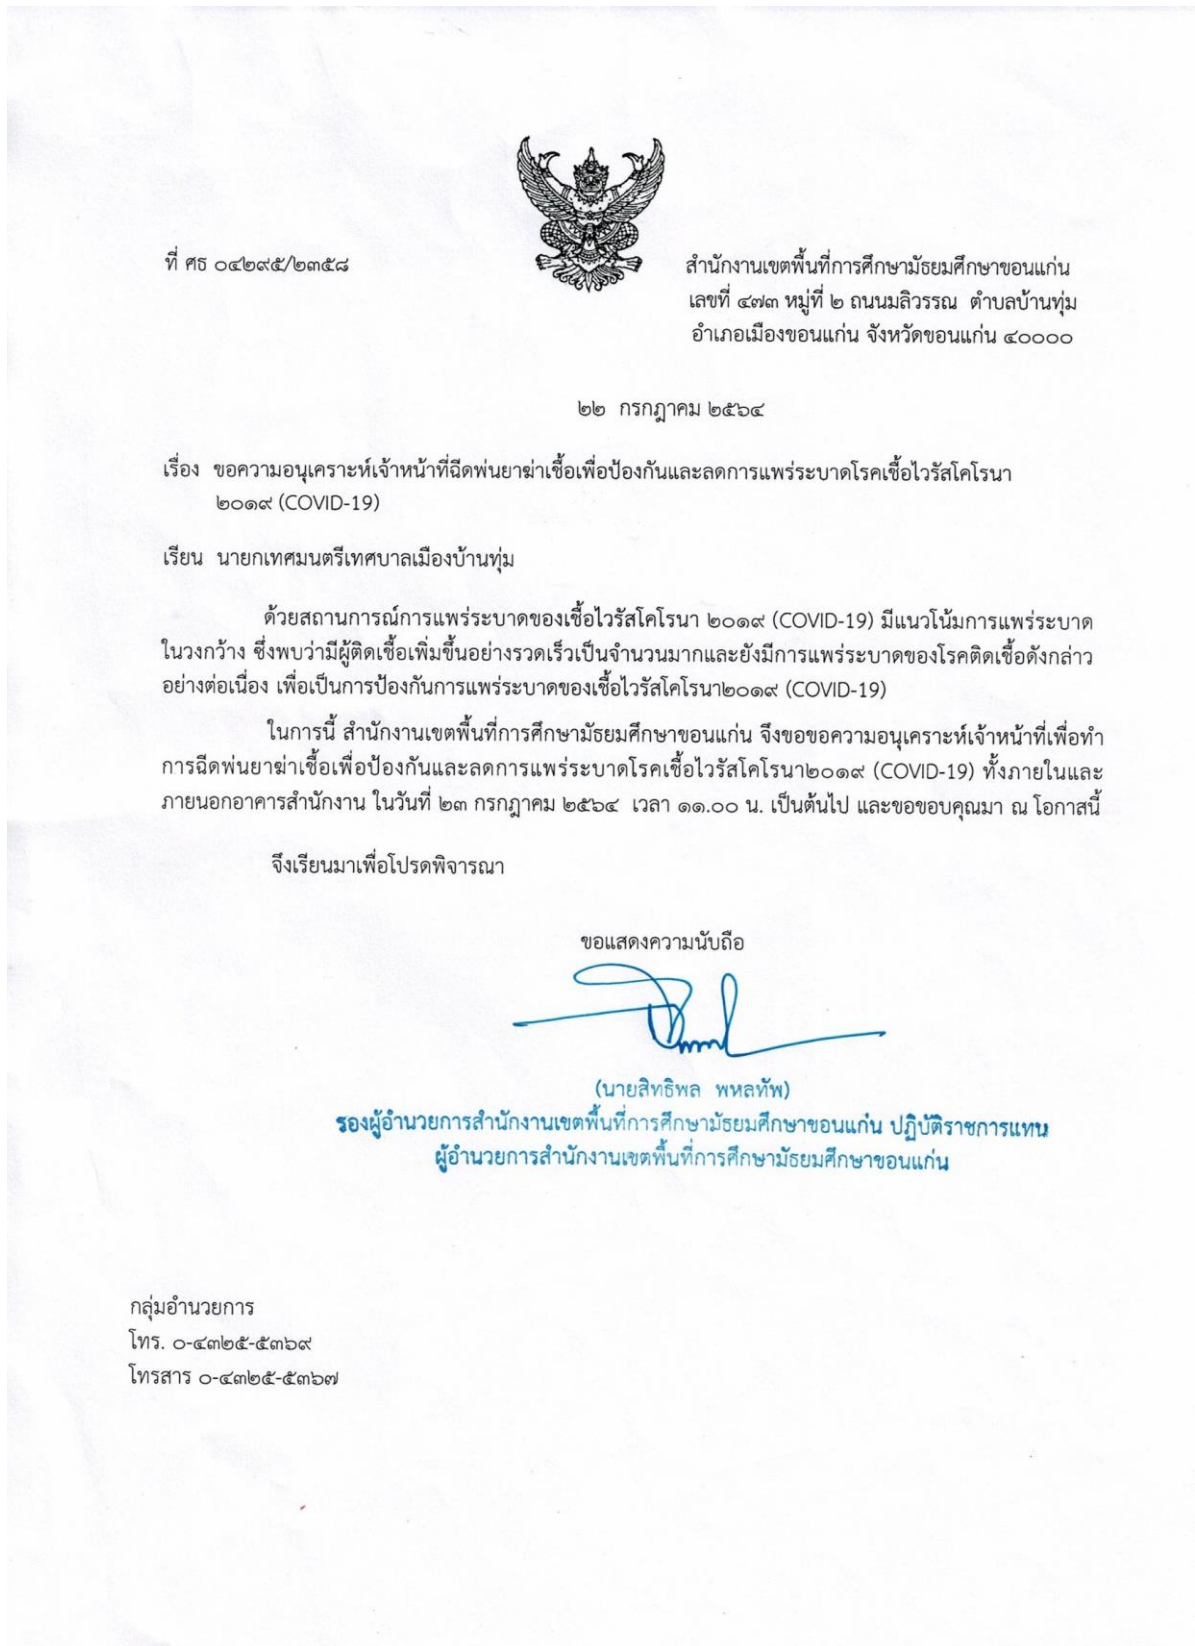 ที่ ศธ ๐๔๒๙๕/๒๓๕๘
สำนักงานเขตพื้นที่การศึกษามัธยมศึกษาขอนแก่น
เลขที่ ๔๗๓ หมู่ที่ ๒ ถนนมลิวรรณ ตำบลบ้านทุ่ม
อำเภอเมืองขอนแก่น จังหวัดขอนแก่น ๔๐๐๐๐
๒๒ กรกฎาคม ๒๕๖๔
เรื่อง ขอความอนุเคราะห์เจ้าหน้าที่ฉีดพ่นยาฆ่าเชื้อเพื่อป้องกันและลดการแพร่ระบาดโรคเชื้อไวรัสโคโรนา
๒๐๑๙ (COVID-19)
เรียน นายกเทศมนตรีเทศบาลเมืองบ้านทุ่ม
ด้วยสถานการณ์การแพร่ระบาดของเชื้อไวรัสโคโรนา ๒๐๑๙ (COVID-19) มีแนวโน้มการแพร่ระบาด
ในวงกว้าง ซึ่งพบว่ามีผู้ติดเชื้อเพิ่มขึ้นอย่างรวดเร็วเป็นจำนวนมากและยังมีการแพร่ระบาดของโรคติดเชื้อดังกล่าว
อย่างต่อเนื่อง เพื่อเป็นการป้องกันการแพร่ระบาดของเชื้อไวรัสโคโรนา๒๐๑๙ (COVID-19)
ในการนี้ สำนักงานเขตพื้นที่การศึกษามัธยมศึกษาขอนแก่น จึงขอขอความอนุเคราะห์เจ้าหน้าที่เพื่อทำ
การฉีดพ่นยาฆ่าเชื้อเพื่อป้องกันและลดการแพร่ระบาดโรคเชื้อไวรัสโคโรนา๒๐๑๙ (COVID-19) ทั้งภายในและ
ภายนอกอาคารสำนักงาน ในวันที่ ๒๓ กรกฎาคม ๒๕๖๔ เวลา ๑๑.๐๐ น. เป็นต้นไป และขอขอบคุณมา ณ โอกาสนี้
จึงเรียนมาเพื่อโปรดพิจารณา
ขอแสดงความนับถือ
(นายสิทธิพล พหลทัพ)
รองผู้อำนวยการสำนักงานเขตพื้นที่การศึกษามัธยมศึกษาขอนแก่น ปฏิบัติราชการแทน
ผู้อำนวยการสำนักงานเขตพื้นที่การศึกษามัธยมศึกษาขอนแก่น
กลุ่มอำนวยการ
โทร. ๐-๔๓๒๕-๕๓๖๙
โทรสาร ๐-๔๓๒๕-๕๓๖๗